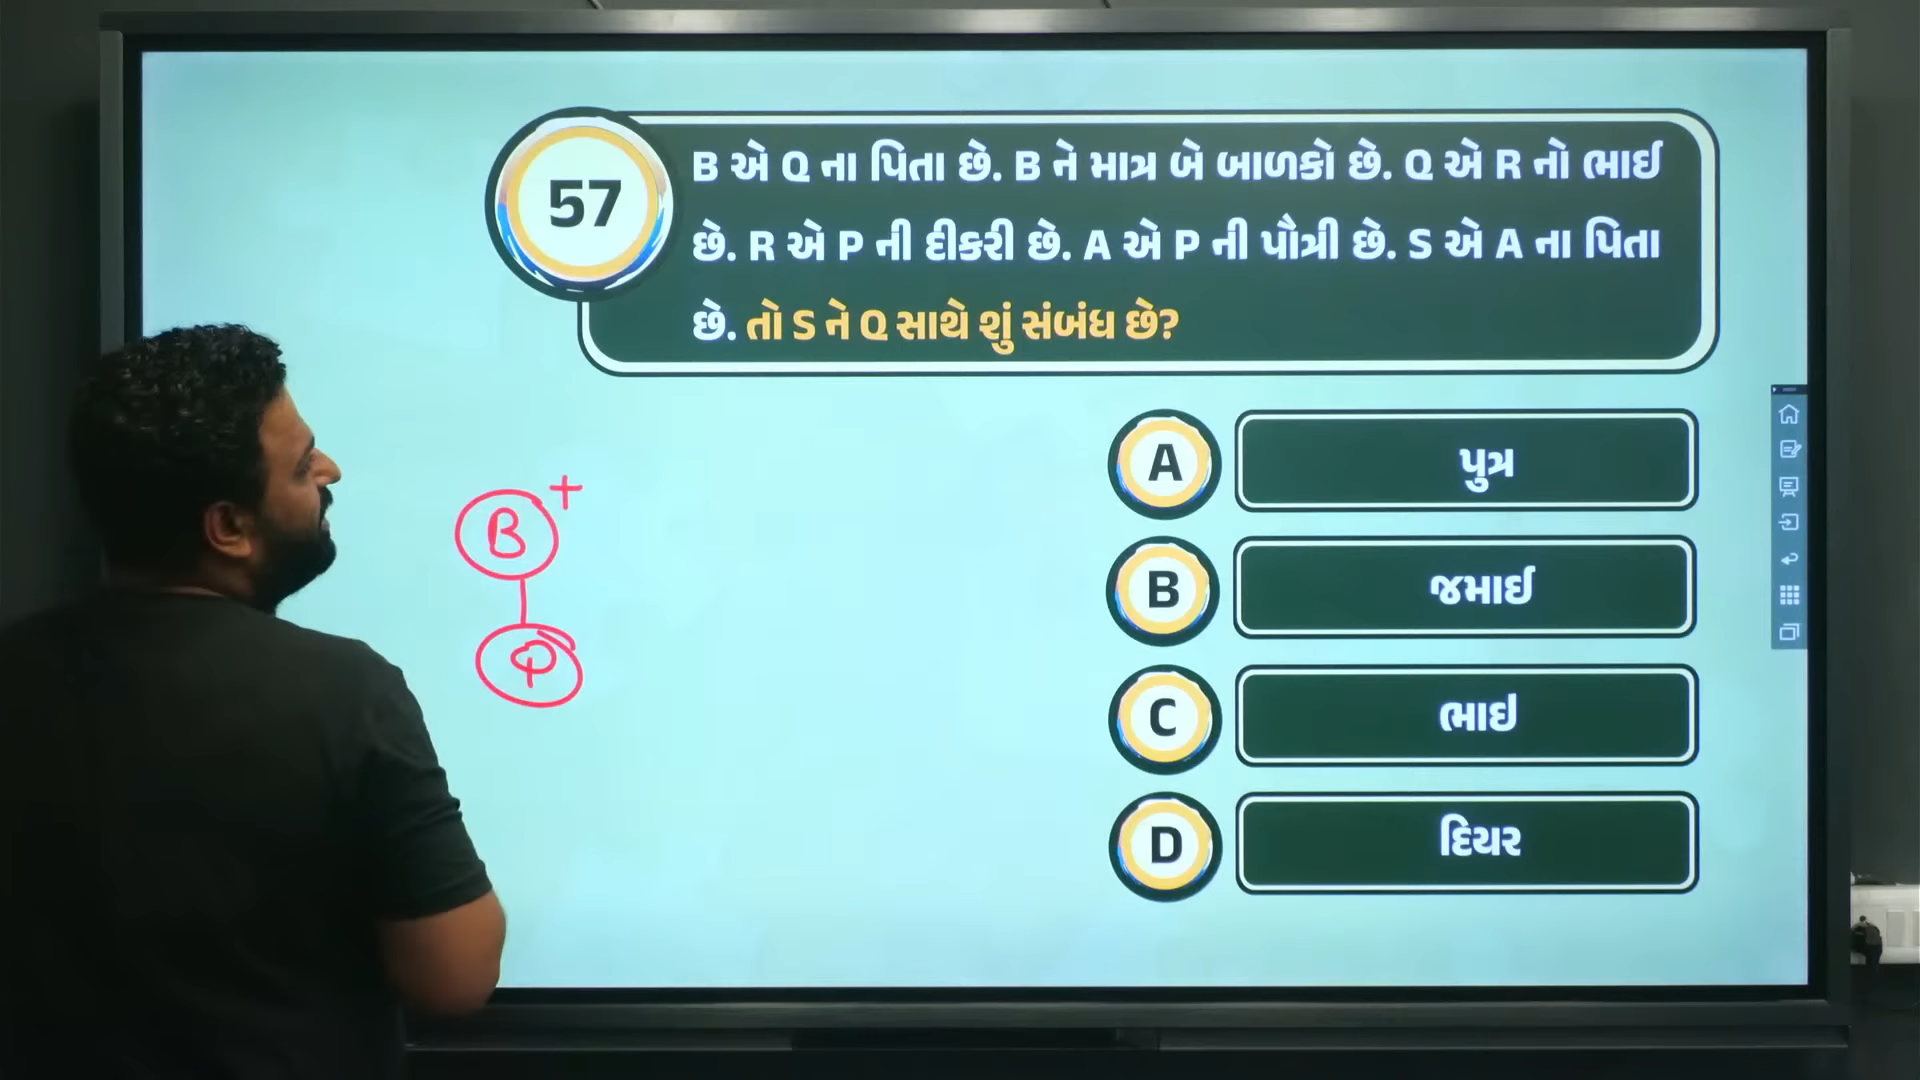 57
B એ Q ના પિતા છે. B ને માત્ર બે બાળકો છે. Q એ R નો ભાઈ
છે. R એ P ની દીકરી છે. A એ P ની પૌત્રી છે. S એ A ના પિતા
છે. તો S ને Q સાથે શું સંબંધ છે?
A પુત્ર
B જમાઈ
C ભાઇ
D દિયર
B +
Q